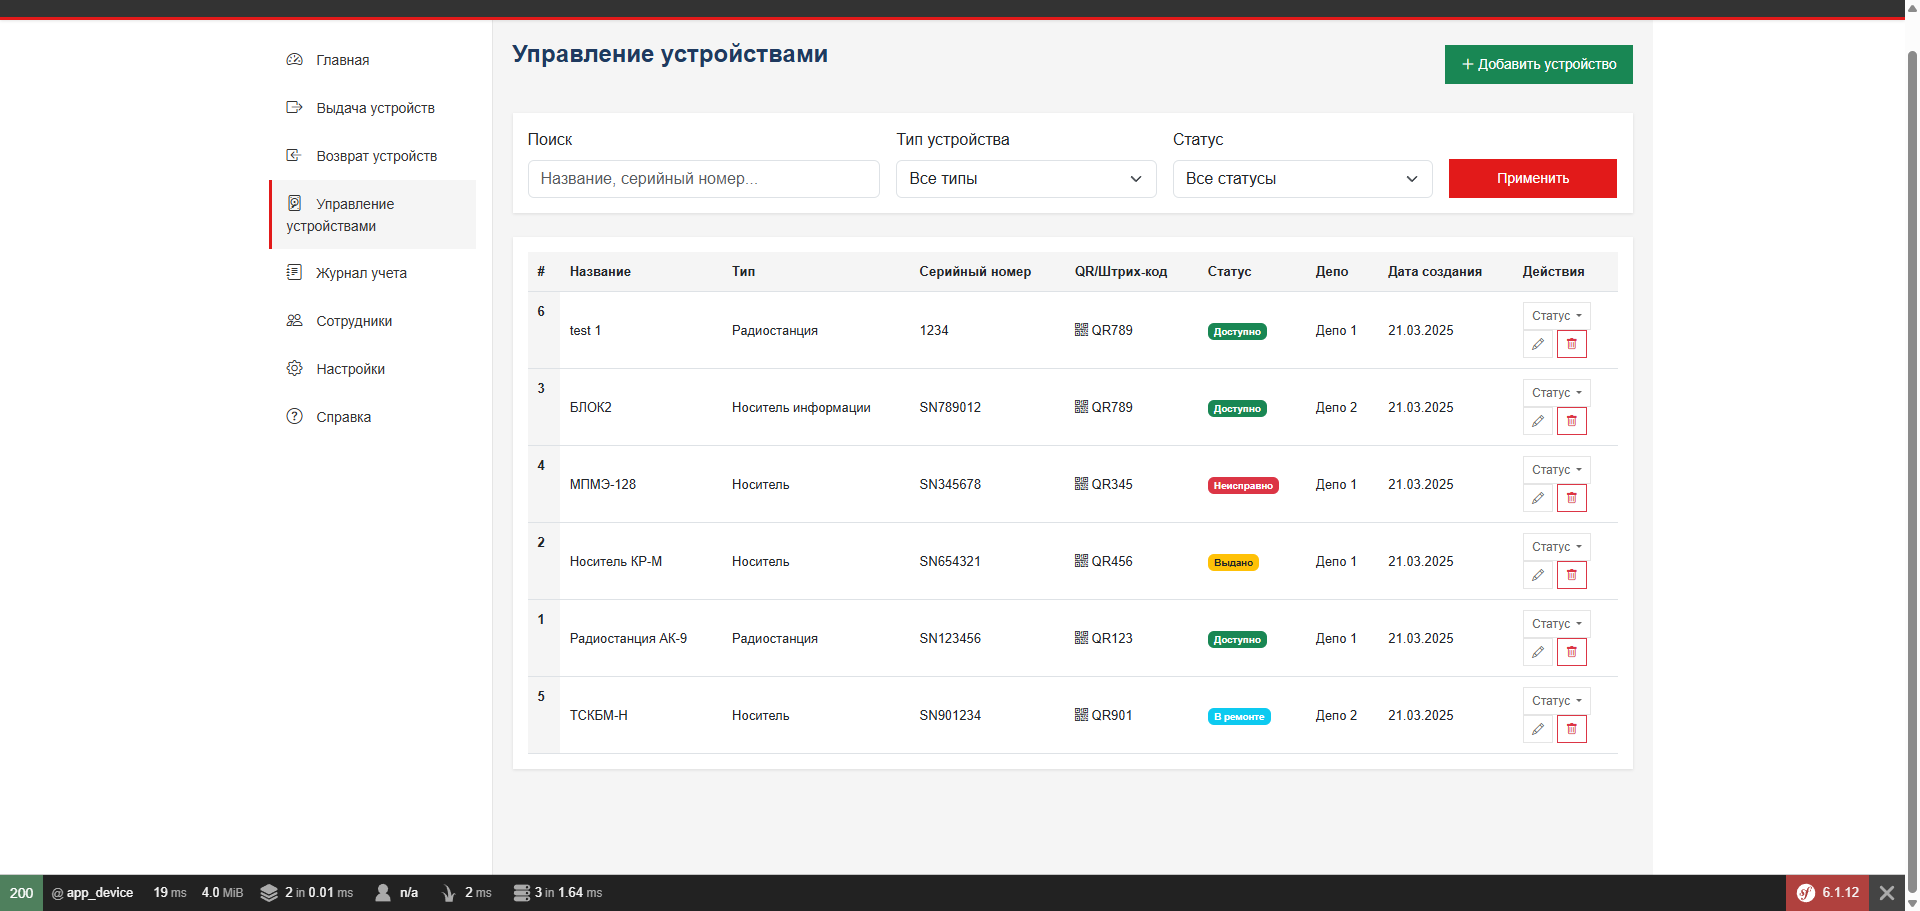 Главная
Выдача устройств
Возврат устройств
Управление
устройствами
Журнал учета
Сотрудники
Настройки
Справка
Управление устройствами
+ Добавить устройство
Поиск
Тип устройства
Статус
Название, серийный номер...
Все типы
Все статусы
Применить
# Название Тип Серийный номер QR/Штрих-код Статус Депо Дата создания Действия
6 test 1 Радиостанция 1234 QR789 Доступно Депо 1 21.03.2025 Статус
3 БЛОК2 Носитель информации SN789012 QR789 Доступно Депо 2 21.03.2025 Статус
4 МПМЭ-128 Носитель SN345678 QR345 Неисправно Депо 1 21.03.2025 Статус
2 Носитель КР-М Носитель SN654321 QR456 Выдано Депо 1 21.03.2025 Статус
1 Радиостанция АК-9 Радиостанция SN123456 QR123 Доступно Депо 1 21.03.2025 Статус
5 ТСКБМ-Н Носитель SN901234 QR901 В ремонте Депо 2 21.03.2025 Статус
200 @ app_device 19 ms 4.0 MiB 2 in 0.01 ms n/a 2 ms 3 in 1.64 ms sf 6.1.12